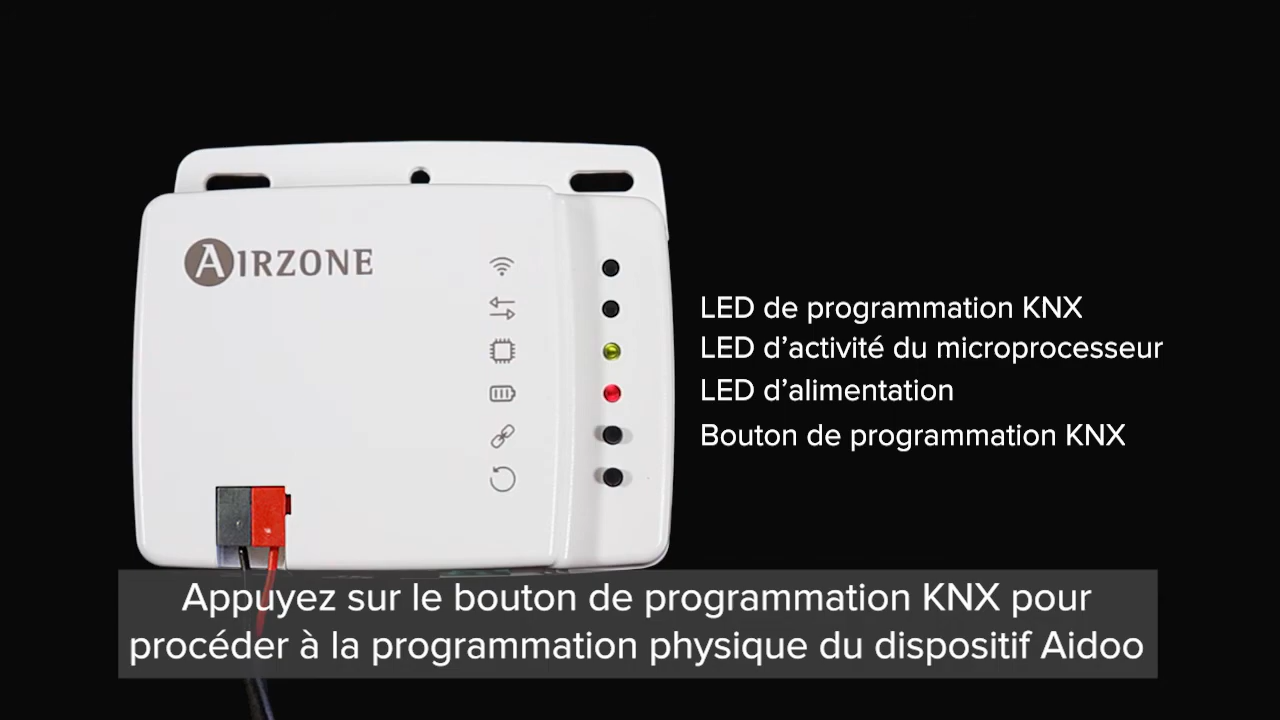 AIRZONE
LED de programmation KNX
LED d’activité du microprocesseur
LED d’alimentation
Bouton de programmation KNX
Appuyez sur le bouton de programmation KNX pour
procéder à la programmation physique du dispositif Aidoo